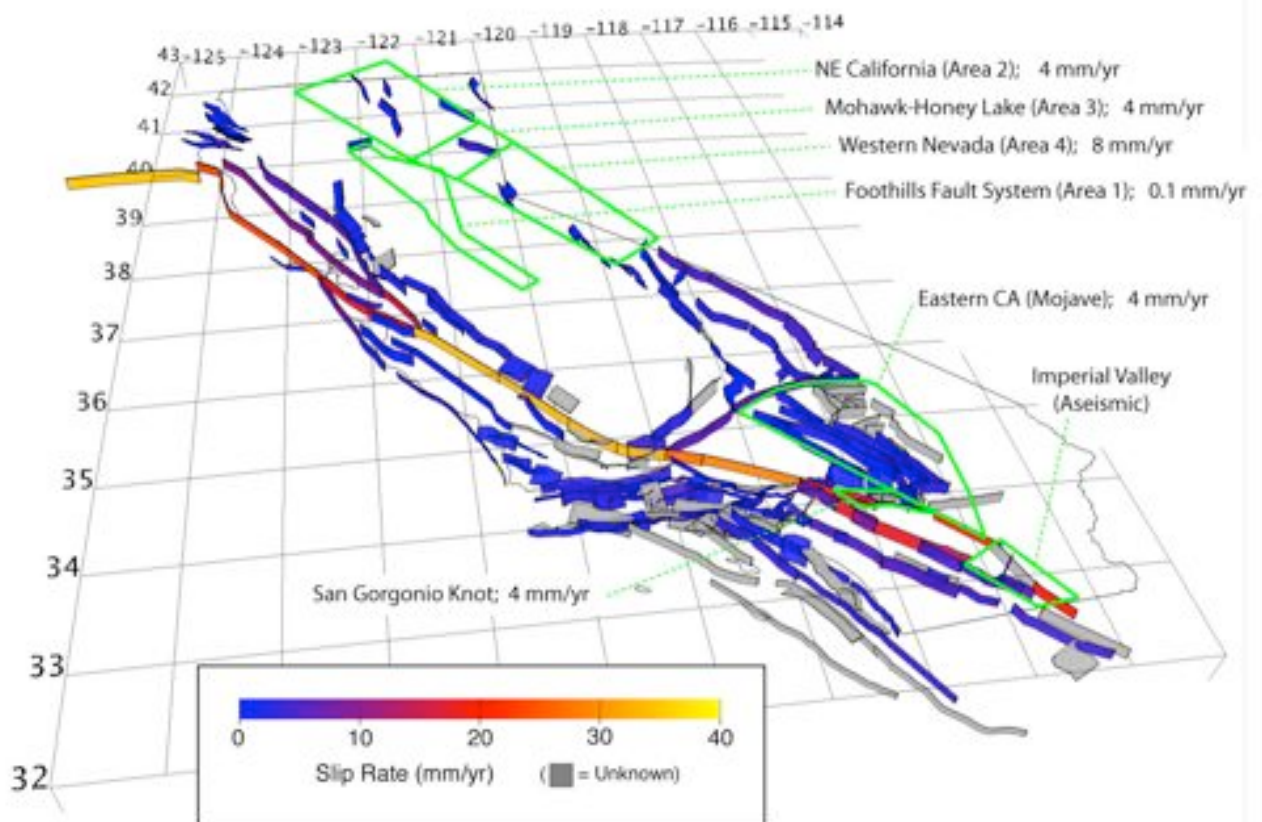 43 -125 -124 -123 -122 -121 -120 -119 -118 -117 -116 -115 -114
42
41
40
39
38
37
36
35
34
33
32
NE California (Area 2); 4 mm/yr
Mohawk-Honey Lake (Area 3); 4 mm/yr
Western Nevada (Area 4); 8 mm/yr
Foothills Fault System (Area 1); 0.1 mm/yr
Eastern CA (Mojave); 4 mm/yr
Imperial Valley
(Aseismic)
San Gorgonio Knot; 4 mm/yr
0 10 20 30 40
Slip Rate (mm/yr) ( = Unknown)